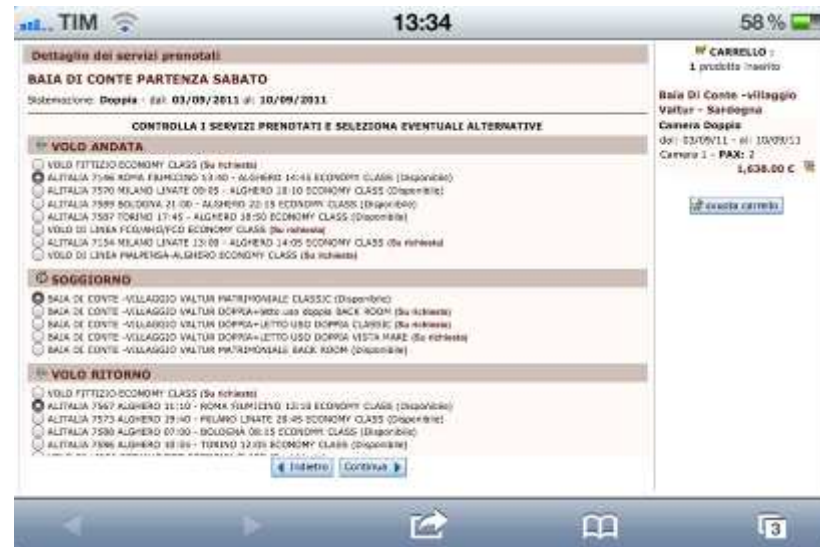 TIM
13:34
58 %
Dettaglio dei servizi prenotati
BAIA DI CONTE PARTENZA SABATO
Sistemazione: Doppia - dal: 03/09/2011 al: 10/09/2011
CONTROLLA I SERVIZI PRENOTATI E SELEZIONA EVENTUALI ALTERNATIVE
VOLO ANDATA
VOLO FITTIZIO ECONOMY CLASS (Su richiesta)
ALITALIA 7146 ROMA FIUMICINO 13:40 - ALGHERO 14:45 ECONOMY CLASS (Disponibile)
ALITALIA 7570 MILANO LINATE 09:05 - ALGHERO 10:10 ECONOMY CLASS (Disponibile)
ALITALIA 7589 BOLOGNA 21:00 - ALGHERO 22:15 ECONOMY CLASS (Disponibile)
ALITALIA 7587 TORINO 17:45 - ALGHERO 18:50 ECONOMY CLASS (Disponibile)
VOLO DI LINEA FCO/AHO/FCO ECONOMY CLASS (Su richiesta)
ALITALIA 7154 MILANO LINATE 13:00 - ALGHERO 14:05 ECONOMY CLASS (Su richiesta)
VOLO DI LINEA MALPENSA-ALGHERO ECONOMY CLASS (Su richiesta)
SOGGIORNO
BAIA DI CONTE -VILLAGGIO VALTUR MATRIMONIALE CLASSIC (Disponibile)
BAIA DI CONTE -VILLAGGIO VALTUR DOPPIA+letto uso doppia BACK ROOM (Su richiesta)
BAIA DI CONTE -VILLAGGIO VALTUR DOPPIA+LETTO USO DOPPIA CLASSIC (Su richiesta)
BAIA DI CONTE -VILLAGGIO VALTUR DOPPIA+LETTO USO DOPPIA VISTA MARE (Su richiesta)
BAIA DI CONTE -VILLAGGIO VALTUR MATRIMONIALE BACK ROOM (Disponibile)
VOLO RITORNO
VOLO FITTIZIO ECONOMY CLASS (Su richiesta)
ALITALIA 7567 ALGHERO 11:10 - ROMA FIUMICINO 12:10 ECONOMY CLASS (Disponibile)
ALITALIA 7573 ALGHERO 19:40 - MILANO LINATE 20:45 ECONOMY CLASS (Disponibile)
ALITALIA 7588 ALGHERO 07:00 - BOLOGNA 08:15 ECONOMY CLASS (Disponibile)
ALITALIA 7586 ALGHERO - TORINO 12:05 ECONOMY CLASS (Disponibile)
Indietro Continua
CARRELLO :
1 prodotto inserito
Baia Di Conte -villaggio
Valtur - Sardegna
Camera Doppia
dal: 03/09/11 - al: 10/09/11
Camera 1 - PAX: 2
1,638.00 €
svuota carrello
3